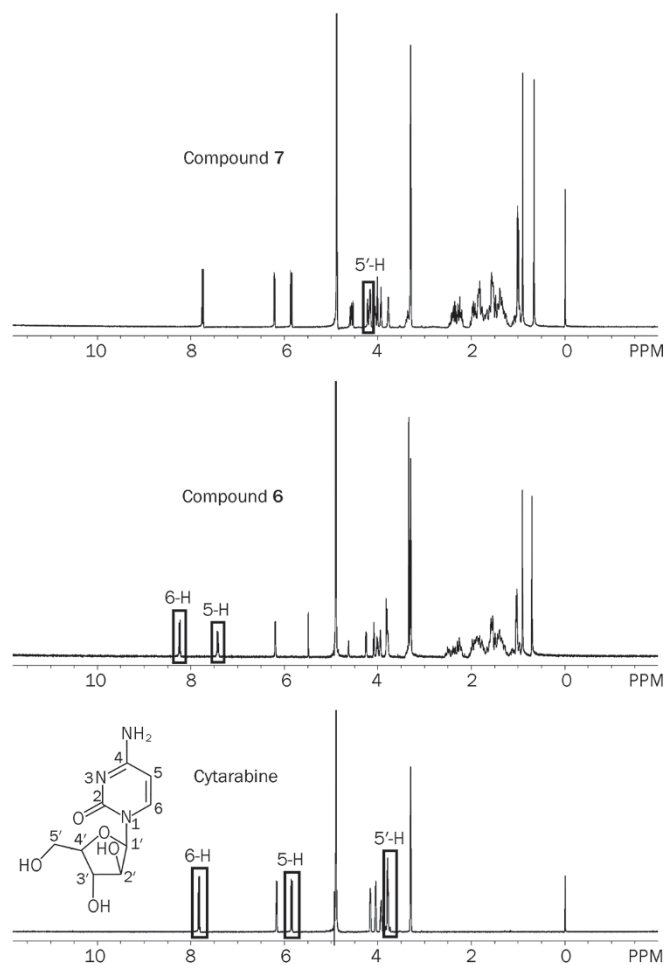 Compound 7
5′-H
10 8 6 4 2 0 PPM
Compound 6
6-H
5-H
10 8 6 4 2 0 PPM
NH₂
4
3N 5
2
O N 6
1
Cytarabine
5′ O
HO 4′ HO 1′
3′ 2′
OH
6-H
5-H
5′-H
10 8 6 4 2 0 PPM